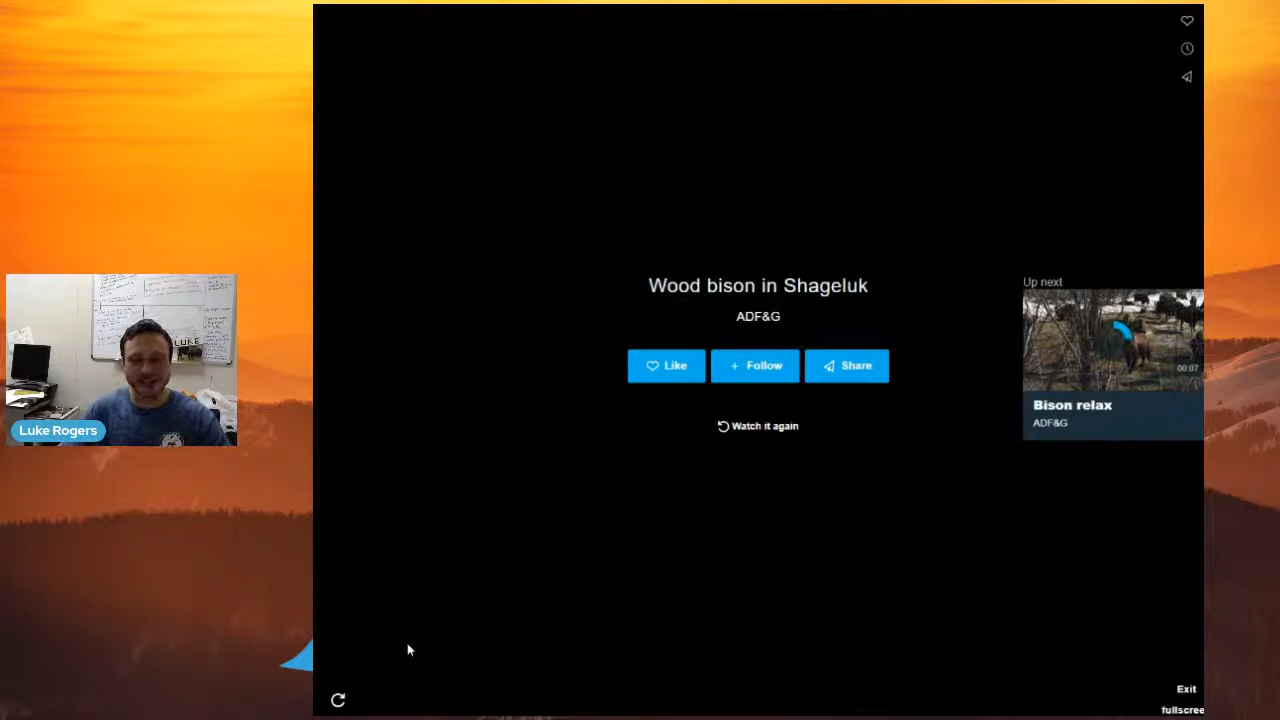 Wood bison in Shageluk
ADF&G
Like
Follow
Share
Watch it again
Up next
00:07
Bison relax
ADF&G
LUKE
Luke Rogers
Exit
fullscree